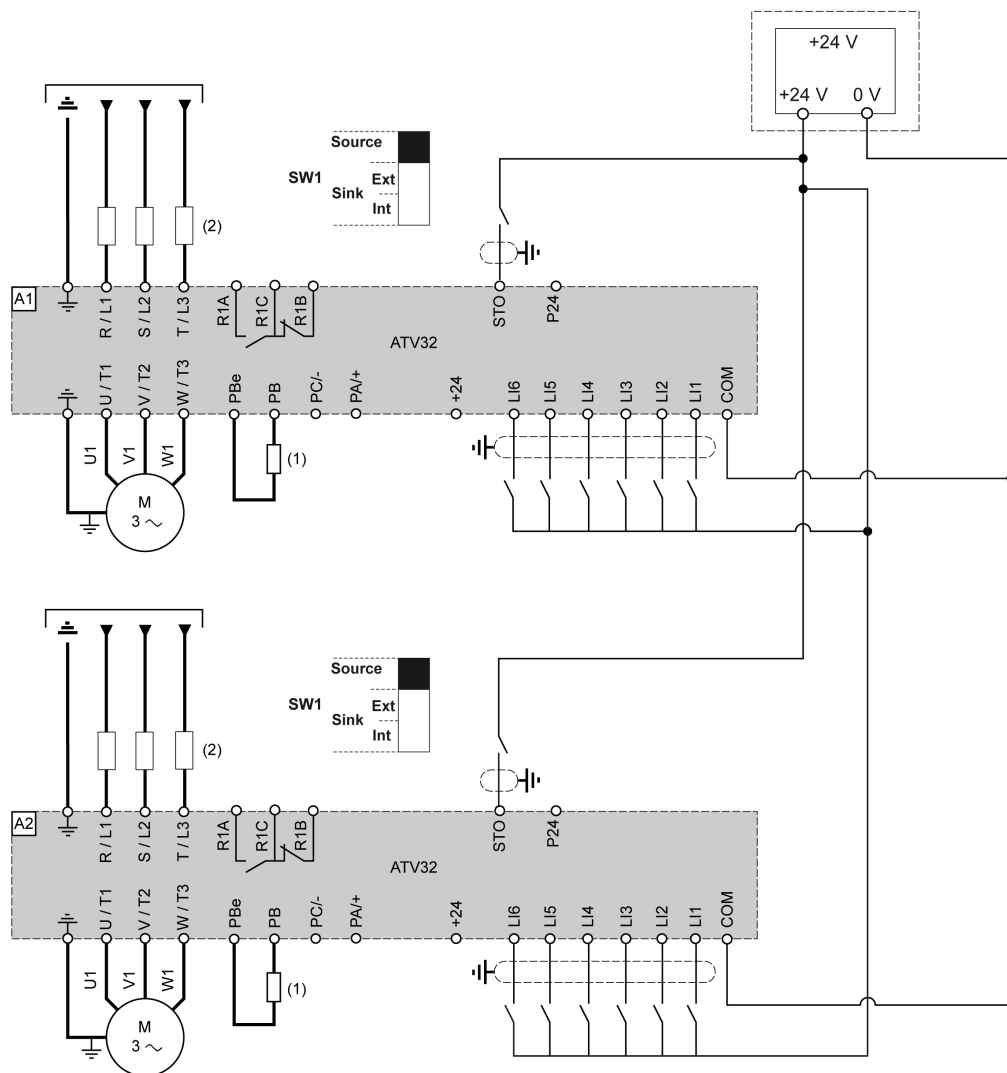 +24 V
+24 V 0 V
Source
SW1 Sink Ext
Int
(2)
A1
R / L1 S / L2 T / L3 R1A R1C R1B STO P24
ATV32
U / T1 V / T2 W / T3 PBe PB PC/- PA/+ +24 LI6 LI5 LI4 LI3 LI2 LI1 COM
U1 V1 W1 (1)
M
3 ~
Source
SW1 Sink Ext
Int
(2)
A2
R / L1 S / L2 T / L3 R1A R1C R1B STO P24
ATV32
U / T1 V / T2 W / T3 PBe PB PC/- PA/+ +24 LI6 LI5 LI4 LI3 LI2 LI1 COM
U1 V1 W1 (1)
M
3 ~